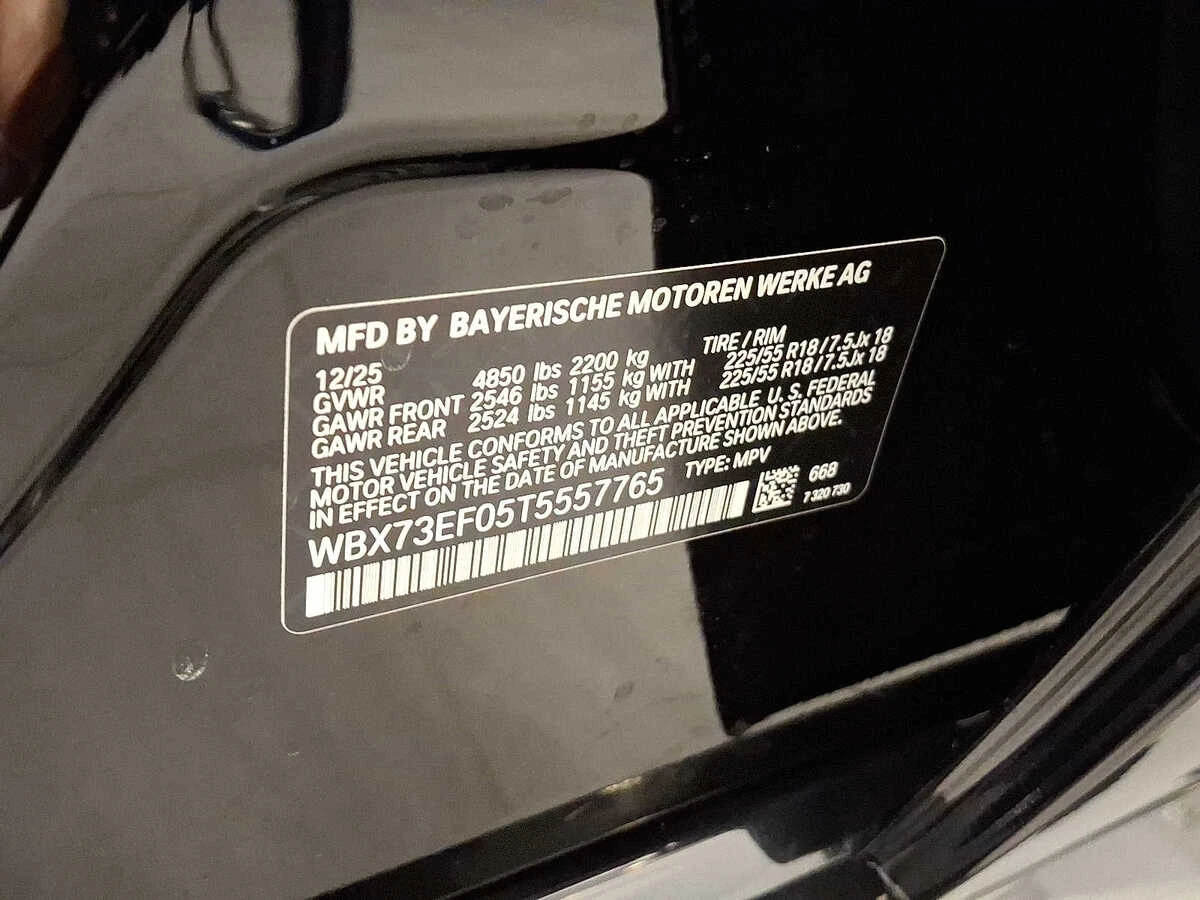 MFD BY BAYERISCHE MOTOREN WERKE AG
12/25 TIRE / RIM
GVWR 4850 lbs 2200 kg
GAWR FRONT 2546 lbs 1155 kg WITH 225/55 R18 / 7.5Jx 18
GAWR REAR 2524 lbs 1145 kg WITH 225/55 R18 / 7.5Jx 18
THIS VEHICLE CONFORMS TO ALL APPLICABLE U. S. FEDERAL
MOTOR VEHICLE SAFETY AND THEFT PREVENTION STANDARDS
IN EFFECT ON THE DATE OF MANUFACTURE SHOWN ABOVE.
WBX73EF05T5557765 TYPE: MPV
668
7 320 730